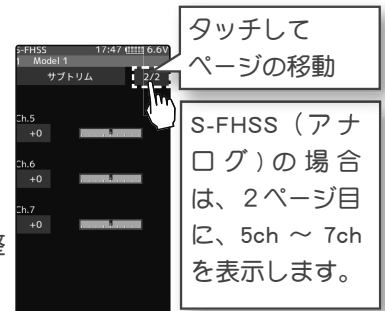 S-FHSS 17:47 6.6V
Model 1
サブトリム 2/2
Ch.5
+0
Ch.6
+0
Ch.7
+0
タッチして
ページの移動
S-FHSS（アナ
ログ）の場合
は、2ページ目
に、5ch ～ 7ch
を表示します。